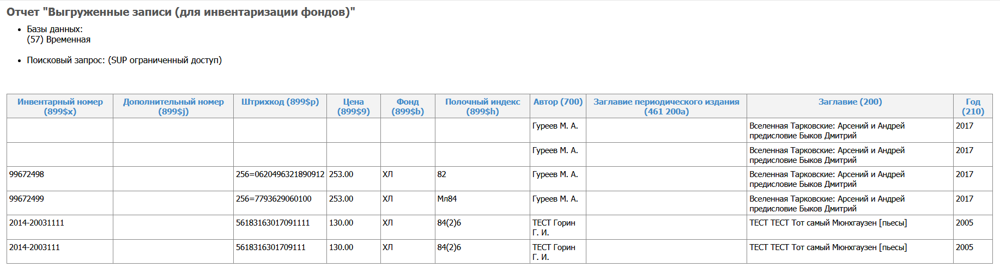 Отчет "Выгруженные записи (для инвентаризации фондов)"
Базы данных:
(57) Временная
Поисковый запрос: (SUP ограниченный доступ)
Инвентарный номер (899$x) Дополнительный номер (899$j) Штрихкод (899$p) Цена (899$9) Фонд (899$b) Полочный индекс (899$h) Автор (700) Заглавие периодического издания (461 200a) Заглавие (200) Год (210)
Гуреев М. А. Вселенная Тарковские: Арсений и Андрей 2017
предисловие Быков Дмитрий
Гуреев М. А. Вселенная Тарковские: Арсений и Андрей 2017
предисловие Быков Дмитрий
99672498 256=0620496321890912 253.00 ХЛ 82 Гуреев М. А. Вселенная Тарковские: Арсений и Андрей 2017
предисловие Быков Дмитрий
99672499 256=7793629060100 253.00 ХЛ Мл84 Гуреев М. А. Вселенная Тарковские: Арсений и Андрей 2017
предисловие Быков Дмитрий
2014-20031111 56183163017091111 130.00 ХЛ 84(2)6 ТЕСТ Горин ТЕСТ ТЕСТ Тот самый Мюнхгаузен [пьесы] 2005
Г. И.
2014-2003111 5618316301709111 130.00 ХЛ 84(2)6 ТЕСТ Горин ТЕСТ ТЕСТ Тот самый Мюнхгаузен [пьесы] 2005
Г. И.